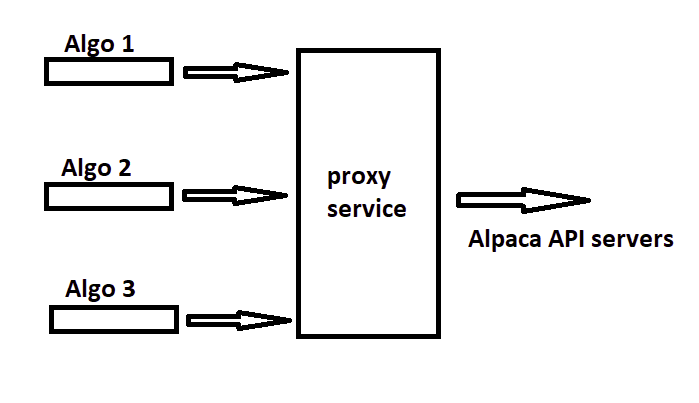 Algo 1
Algo 2
proxy
service
Alpaca API servers
Algo 3